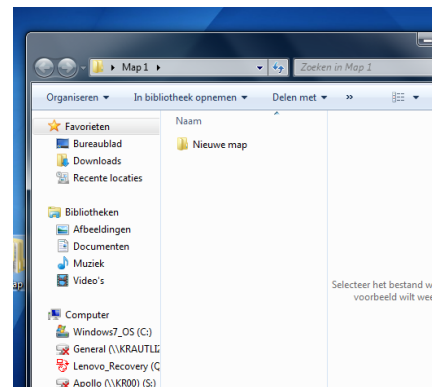 Map 1
Zoeken in Map 1
Organiseren
In bibliotheek opnemen
Delen met
»
Favorieten
Bureaublad
Downloads
Recente locaties
Bibliotheken
Afbeeldingen
Documenten
Muziek
Video's
Computer
Windows7_OS (C:)
General (\\KRAUTLI
Lenovo_Recovery (Q
Apollo (\\KR00) (S:)
Naam
Nieuwe map
Selecteer het bestand w
voorbeeld wilt wee
ap